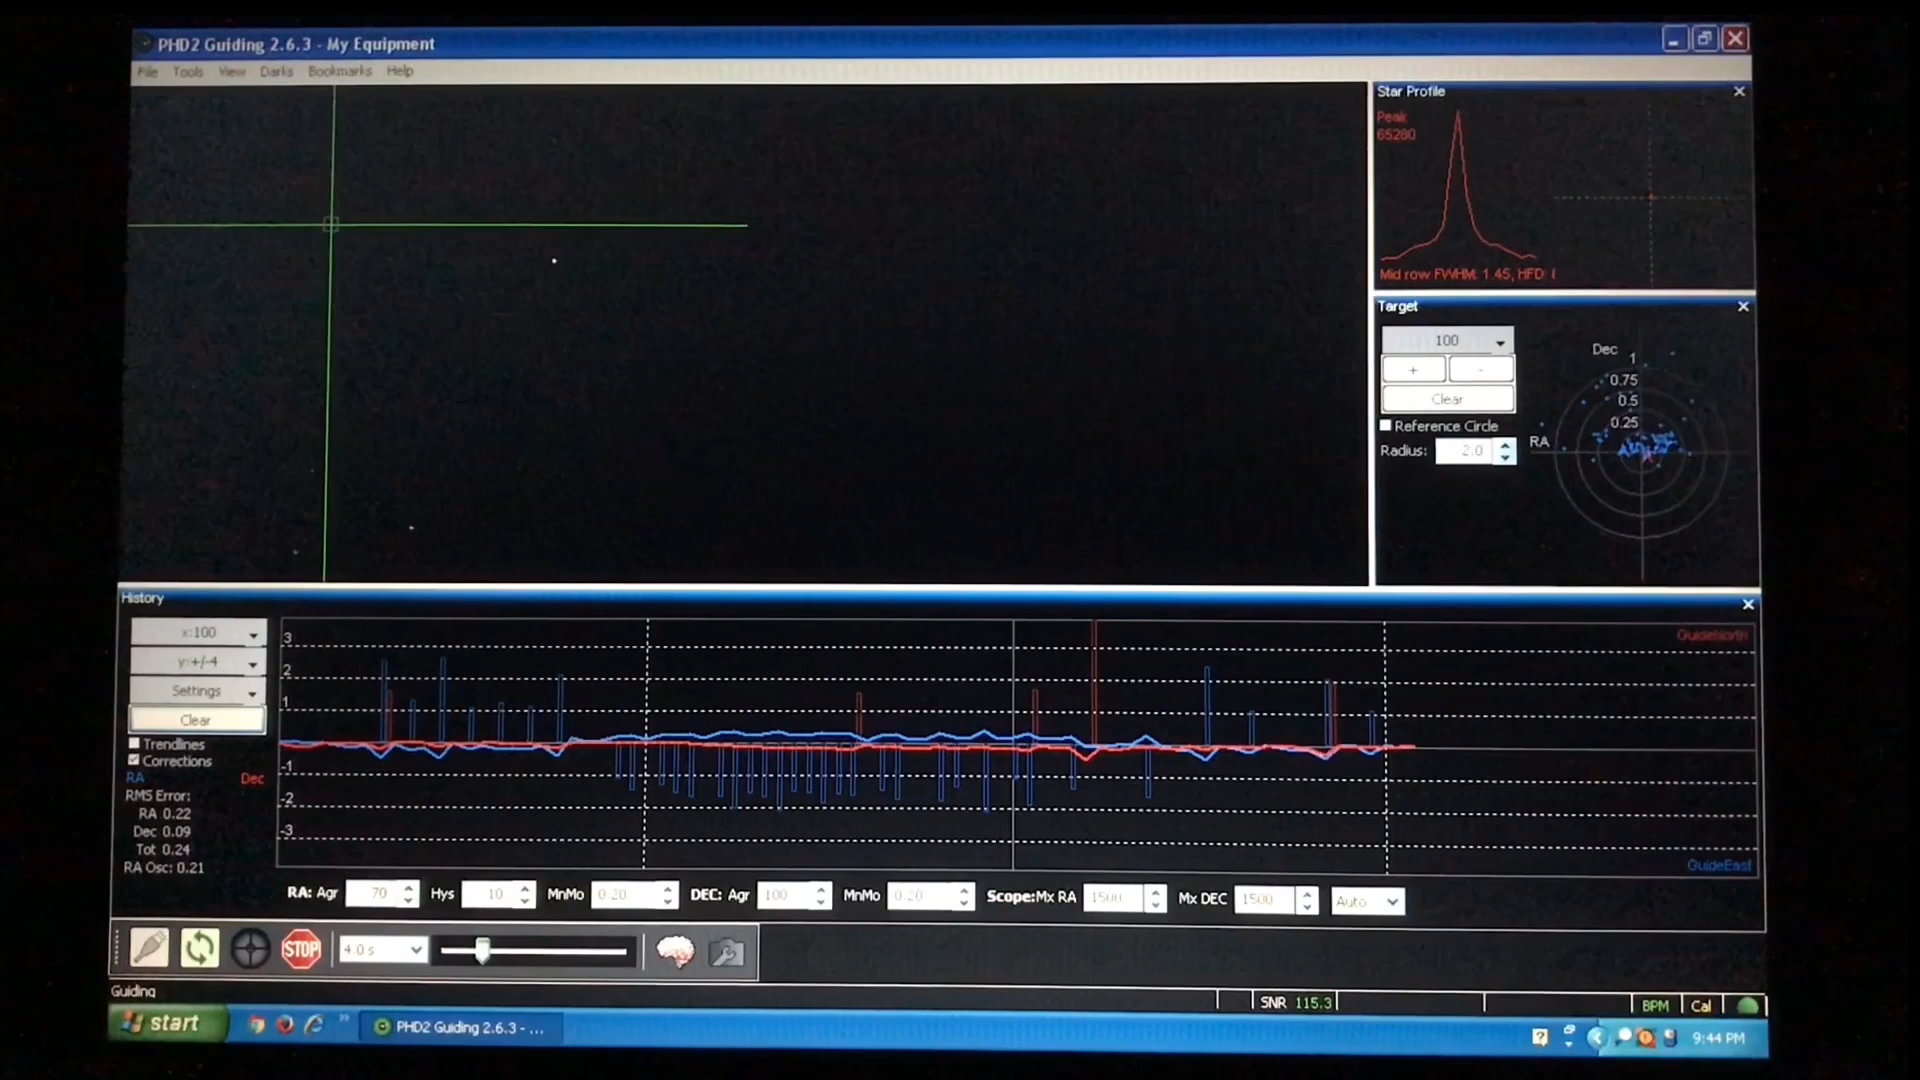 PHD2 Guiding 2.6.3 - My Equipment
File Tools View Darks Bookmarks Help
Star Profile
Peak
65280
Mid row FWHM: 1.45, HFD:
Target
100
+ -
Clear
Reference Circle
Radius: 2.0
Dec
1
0.75
0.5
0.25
RA
History
x:100
y:+/-4
Settings
Clear
Trendlines
Corrections
RA Dec
RMS Error:
RA 0.22
Dec 0.09
Tot 0.24
RA Osc: 0.21
3
2
1
-1
-2
-3
GuideNorth
GuideEast
RA: Agr 70 Hys 10 MnMo 0.20 DEC: Agr 100 MnMo 0.20 Scope:Mx RA 1500 Mx DEC 1500 Auto
STOP 4.0 s
Guiding
SNR 115.3
BPM Cal
start
PHD2 Guiding 2.6.3 - ...
9:44 PM